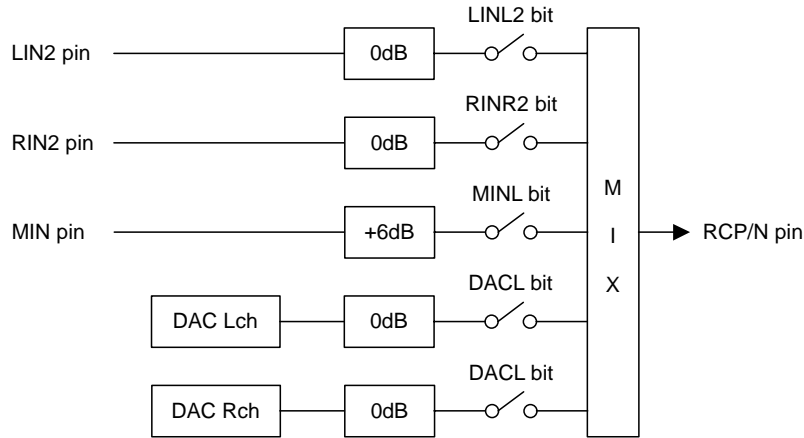 LINL2 bit
LIN2 pin
0dB
RINR2 bit
RIN2 pin
0dB
MINL bit
MIN pin
+6dB
DACL bit
DAC Lch
0dB
DACL bit
DAC Rch
0dB
M
I
X
RCP/N pin